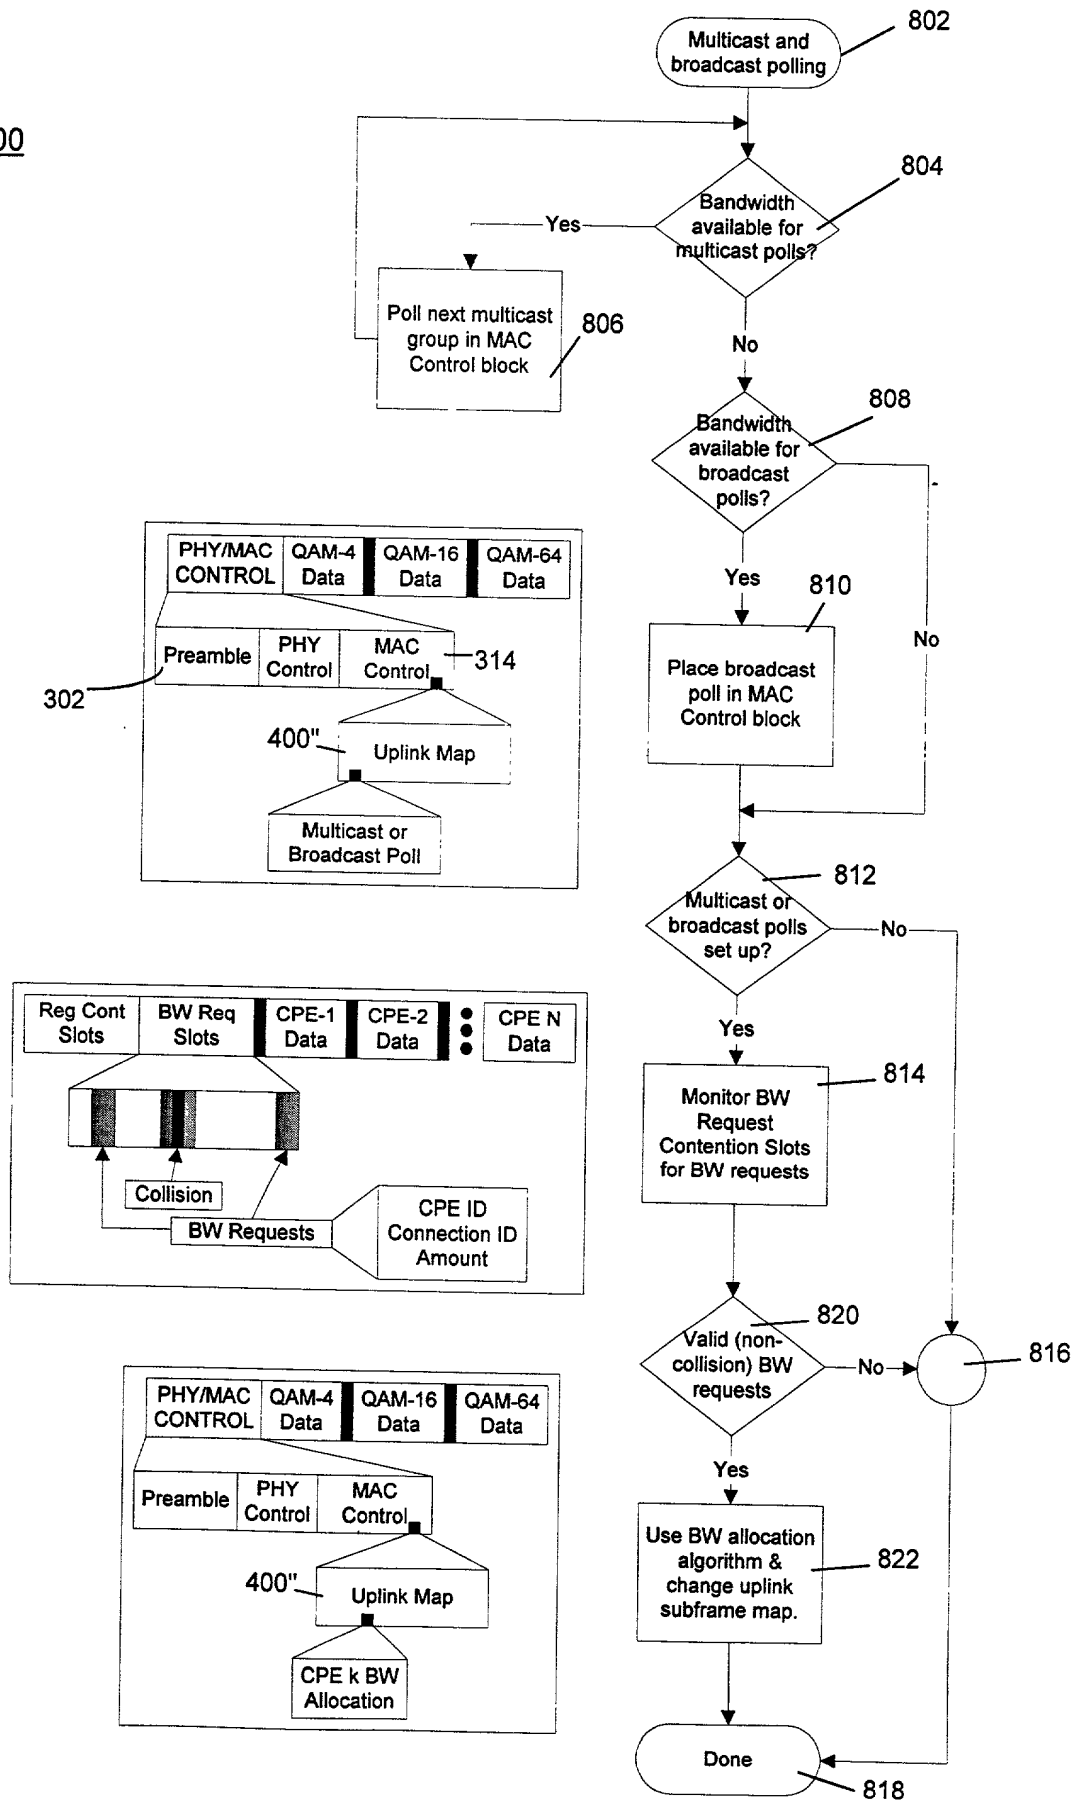 802
Multicast and
broadcast polling
00
804
Bandwidth
available for
multicast polls?
Yes
Poll next multicast
group in MAC
Control block
806
No
808
Bandwidth
available for
broadcast
polls?
Yes
No
810
Place broadcast
poll in MAC
Control block
PHY/MAC
CONTROL
QAM-4
Data
QAM-16
Data
QAM-64
Data
Preamble
PHY
Control
MAC
Control
314
302
400"
Uplink Map
Multicast or
Broadcast Poll
812
Multicast or
broadcast polls
set up?
No
Yes
Reg Cont
Slots
BW Req
Slots
CPE-1
Data
CPE-2
Data
CPE N
Data
Collision
BW Requests
CPE ID
Connection ID
Amount
814
Monitor BW
Request
Contention Slots
for BW requests
820
Valid (non-
collision) BW
requests
No
816
Yes
PHY/MAC
CONTROL
QAM-4
Data
QAM-16
Data
QAM-64
Data
Preamble
PHY
Control
MAC
Control
400"
Uplink Map
CPE k BW
Allocation
Use BW allocation
algorithm &
change uplink
subframe map.
822
Done
818